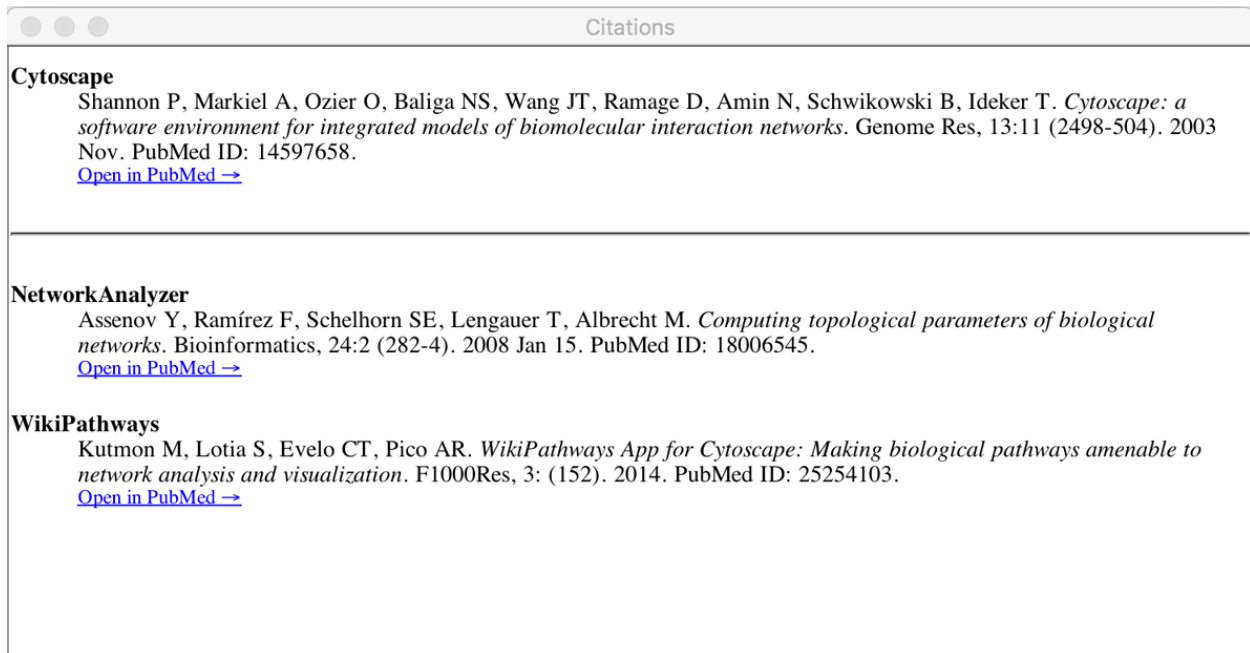 Citations
Cytoscape
Shannon P, Markiel A, Ozier O, Baliga NS, Wang JT, Ramage D, Amin N, Schwikowski B, Ideker T. Cytoscape: a
software environment for integrated models of biomolecular interaction networks. Genome Res, 13:11 (2498-504). 2003
Nov. PubMed ID: 14597658.
Open in PubMed →
NetworkAnalyzer
Assenov Y, Ramírez F, Schelhorn SE, Lengauer T, Albrecht M. Computing topological parameters of biological
networks. Bioinformatics, 24:2 (282-4). 2008 Jan 15. PubMed ID: 18006545.
Open in PubMed →
WikiPathways
Kutmon M, Lotia S, Evelo CT, Pico AR. WikiPathways App for Cytoscape: Making biological pathways amenable to
network analysis and visualization. F1000Res, 3: (152). 2014. PubMed ID: 25254103.
Open in PubMed →